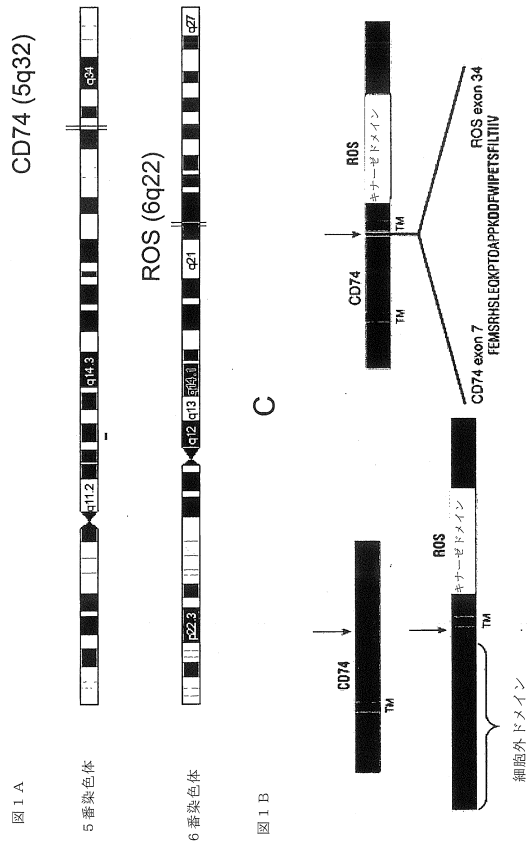 図１Ａ
CD74 (5q32)
５番染色体
q11.2
q14.3
q34
ROS (6q22)
６番染色体
p22.3
q12
q13
q14.1
q21
q27
図１Ｂ
C
CD74
TM
ROS
キナーゼドメイン
TM
細胞外ドメイン
CD74
ROS
キナーゼドメイン
TM
TM
CD74 exon 7
ROS exon 34
FEMSRHSLEQKPTDAPPKDDFWIPETSFILTIIV